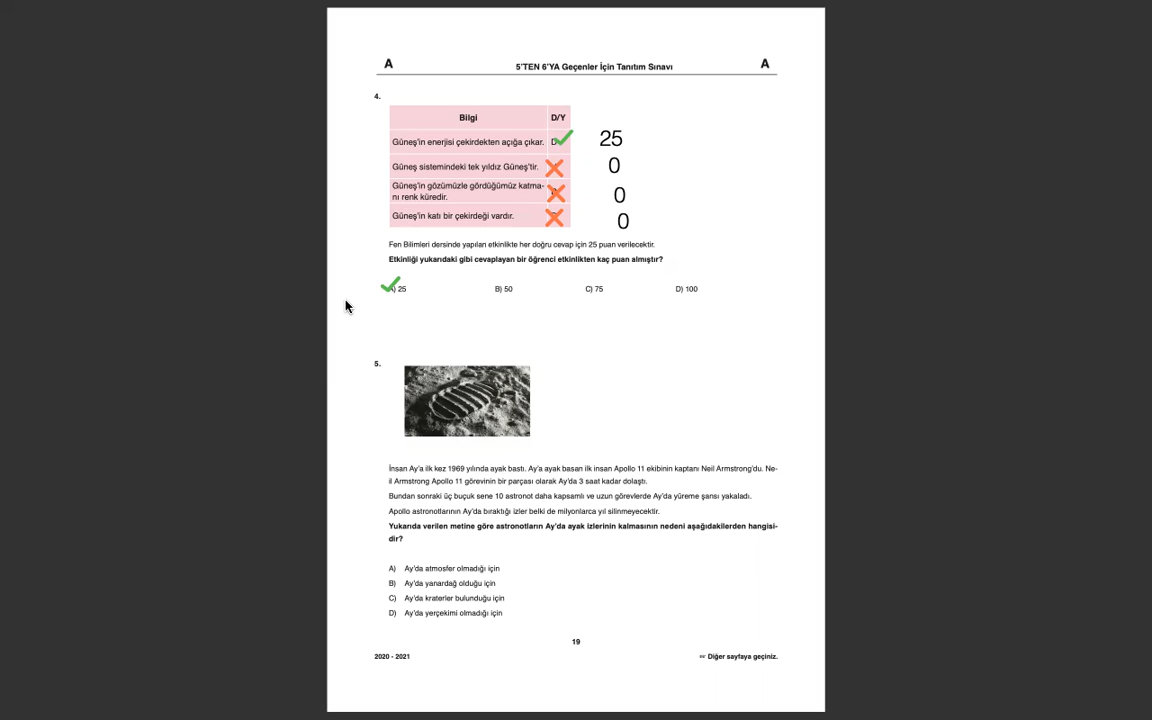 A 5'TEN 6'YA Geçenler İçin Tanıtım Sınavı A
4.
Bilgi D/Y
Güneş'in enerjisi çekirdekten açığa çıkar. D 25
Güneş sistemindeki tek yıldız Güneş'tir. 0
Güneş'in gözümüzle gördüğümüz katma-
nı renk küredir. 0
Güneş'in katı bir çekirdeği vardır. 0
Fen Bilimleri dersinde yapılan etkinlikte her doğru cevap için 25 puan verilecektir.
Etkinliği yukarıdaki gibi cevaplayan bir öğrenci etkinlikten kaç puan almıştır?
A) 25 B) 50 C) 75 D) 100
5.
İnsan Ay'a ilk kez 1969 yılında ayak bastı. Ay'a ayak basan ilk insan Apollo 11 ekibinin kaptanı Neil Armstrong'du. Ne-
il Armstrong Apollo 11 görevinin bir parçası olarak Ay'da 3 saat kadar dolaştı.
Bundan sonraki üç buçuk sene 10 astronot daha kapsamlı ve uzun görevlerde Ay'da yüreme şansı yakaladı.
Apollo astronotlarının Ay'da bıraktığı izler belki de milyonlarca yıl silinmeyecektir.
Yukarıda verilen metine göre astronotların Ay'da ayak izlerinin kalmasının nedeni aşağıdakilerden hangisi-
dir?
A) Ay'da atmosfer olmadığı için
B) Ay'da yanardağ olduğu için
C) Ay'da kraterler bulunduğu için
D) Ay'da yerçekimi olmadığı için
19
2020 - 2021 Diğer sayfaya geçiniz.